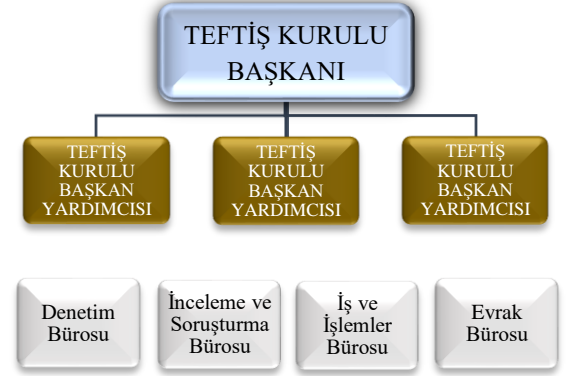 TEFTİŞ KURULU
BAŞKANI
TEFTİŞ
KURULU
BAŞKAN
YARDIMCISI
TEFTİŞ
KURULU
BAŞKAN
YARDIMCISI
TEFTİŞ
KURULU
BAŞKAN
YARDIMCISI
Denetim
Bürosu
İnceleme ve
Soruşturma
Bürosu
İş ve
İşlemler
Bürosu
Evrak
Bürosu